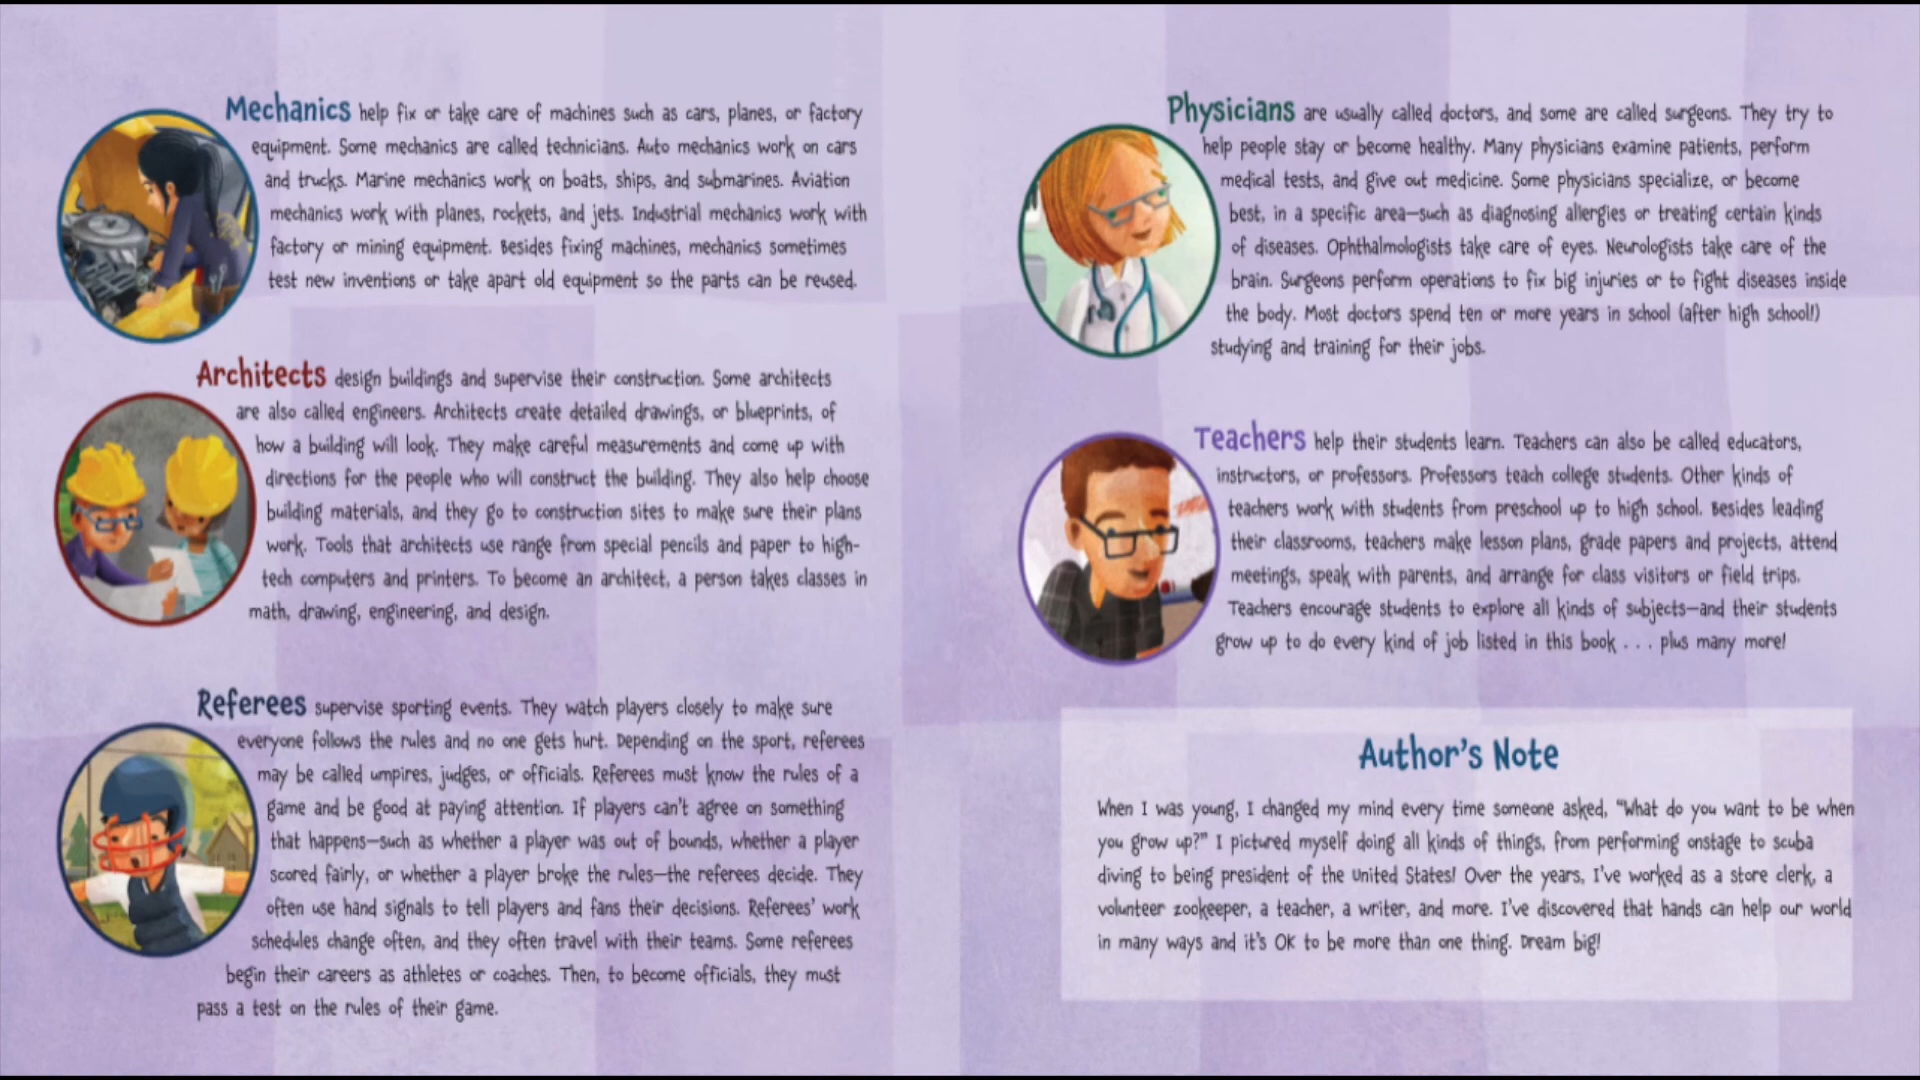 Mechanics help fix or take care of machines such as cars, planes, or factory
equipment. Some mechanics are called technicians. Auto mechanics work on cars
and trucks. Marine mechanics work on boats, ships, and submarines. Aviation
mechanics work with planes, rockets, and jets. Industrial mechanics work with
factory or mining equipment. Besides fixing machines, mechanics sometimes
test new inventions or take apart old equipment so the parts can be reused.
Architects design buildings and supervise their construction. Some architects
are also called engineers. Architects create detailed drawings, or blueprints, of
how a building will look. They make careful measurements and come up with
directions for the people who will construct the building. They also help choose
building materials, and they go to construction sites to make sure their plans
work. Tools that architects use range from special pencils and paper to high-
tech computers and printers. To become an architect, a person takes classes in
math, drawing, engineering, and design.
Referees supervise sporting events. They watch players closely to make sure
everyone follows the rules and no one gets hurt. Depending on the sport, referees
may be called umpires, judges, or officials. Referees must know the rules of a
game and be good at paying attention. If players can't agree on something
that happens—such as whether a player was out of bounds, whether a player
scored fairly, or whether a player broke the rules—the referees decide. They
often use hand signals to tell players and fans their decisions. Referees' work
schedules change often, and they often travel with their teams. Some referees
begin their careers as athletes or coaches. Then, to become officials, they must
pass a test on the rules of their game.
Physicians are usually called doctors, and some are called surgeons. They try to
help people stay or become healthy. Many physicians examine patients, perform
medical tests, and give out medicine. Some physicians specialize, or become
best, in a specific area—such as diagnosing allergies or treating certain kinds
of diseases. Ophthalmologists take care of eyes. Neurologists take care of the
brain. Surgeons perform operations to fix big injuries or to fight diseases inside
the body. Most doctors spend ten or more years in school (after high school!)
studying and training for their jobs.
Teachers help their students learn. Teachers can also be called educators,
instructors, or professors. Professors teach college students. Other kinds of
teachers work with students from preschool up to high school. Besides leading
their classrooms, teachers make lesson plans, grade papers and projects, attend
meetings, speak with parents, and arrange for class visitors or field trips.
Teachers encourage students to explore all kinds of subjects—and their students
grow up to do every kind of job listed in this book . . . plus many more!
Author's Note
When I was young, I changed my mind every time someone asked, "What do you want to be when
you grow up?" I pictured myself doing all kinds of things, from performing onstage to scuba
diving to being president of the United States! Over the years, I've worked as a store clerk, a
volunteer zookeeper, a teacher, a writer, and more. I've discovered that hands can help our world
in many ways and it's OK to be more than one thing. Dream big!